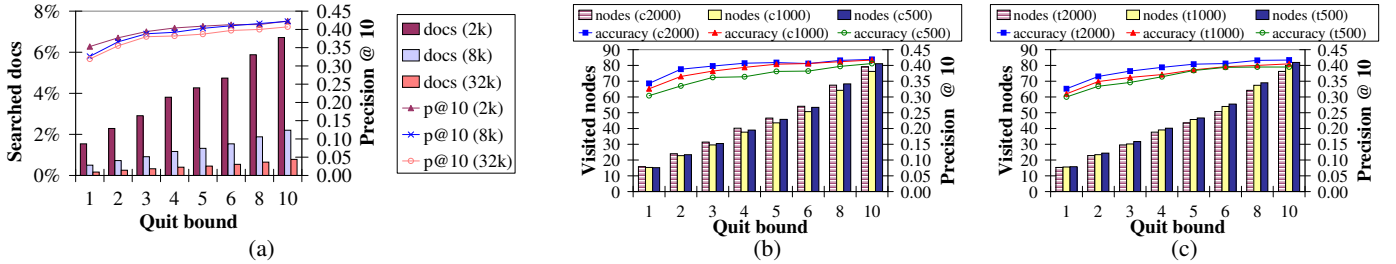 8%
6%
4%
2%
0%
Searched docs
0.45
0.40
0.35
0.30
0.25
0.20
0.15
0.10
0.05
0.00
Precision @ 10
1 2 3 4 5 6 8 10
Quit bound
docs (2k)
docs (8k)
docs (32k)
p@10 (2k)
p@10 (8k)
p@10 (32k)
(a)
nodes (c2000) nodes (c1000) nodes (c500)
accuracy (c2000) accuracy (c1000) accuracy (c500)
90
80
70
60
50
40
30
20
10
0
Visited nodes
0.45
0.40
0.35
0.30
0.25
0.20
0.15
0.10
0.05
0.00
Precision @ 10
1 2 3 4 5 6 8 10
Quit bound
(b)
nodes (t2000) nodes (t1000) nodes (t500)
accuracy (t2000) accuracy (t1000) accuracy (t500)
90
80
70
60
50
40
30
20
10
0
Visited nodes
0.45
0.40
0.35
0.30
0.25
0.20
0.15
0.10
0.05
0.00
Precision @ 10
1 2 3 4 5 6 8 10
Quit bound
(c)